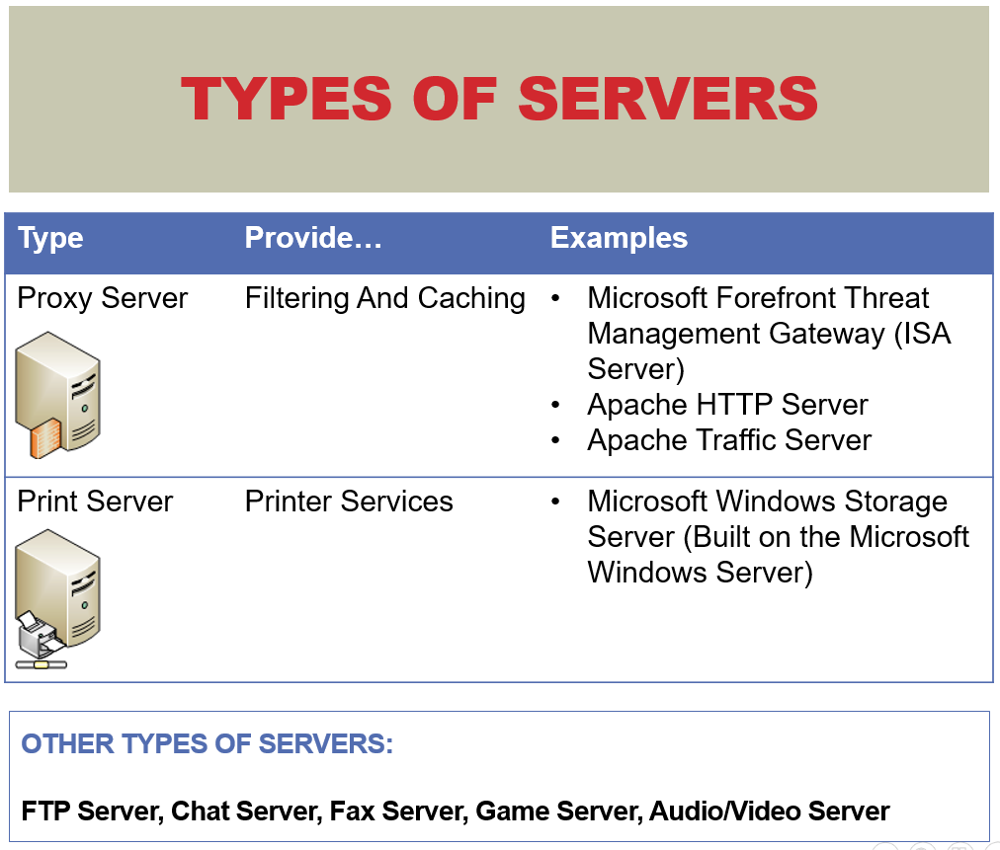 TYPES OF SERVERS
Type Provide… Examples
Proxy Server Filtering And Caching • Microsoft Forefront Threat
Management Gateway (ISA
Server)
• Apache HTTP Server
• Apache Traffic Server
Print Server Printer Services • Microsoft Windows Storage
Server (Built on the Microsoft
Windows Server)
OTHER TYPES OF SERVERS:
FTP Server, Chat Server, Fax Server, Game Server, Audio/Video Server